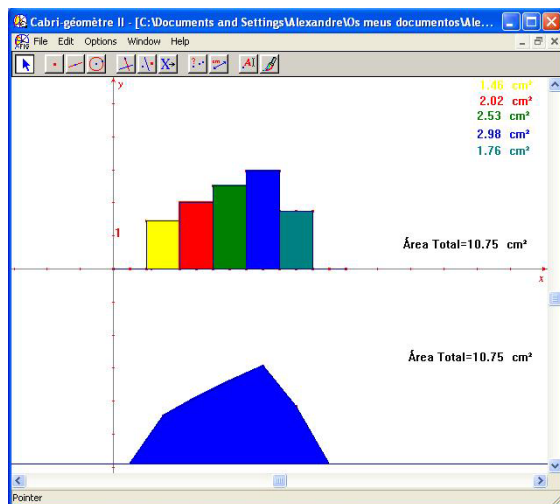 Cabri-géomètre II - [C:\Documents and Settings\Alexandre\Os meus documentos\Ale...
File Edit Options Window Help
y
1.46 cm²
2.02 cm²
2.53 cm²
2.98 cm²
1.76 cm²
1
Área Total=10.75 cm²
x
Área Total=10.75 cm²
Pointer